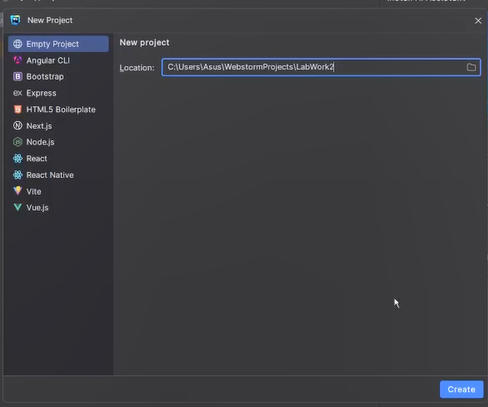 New Project
Empty Project
Angular CLI
Bootstrap
Express
HTML5 Boilerplate
Next.js
Node.js
React
React Native
Vite
Vue.js
New project
Location: C:\Users\Asus\WebstormProjects\LabWork2
Create